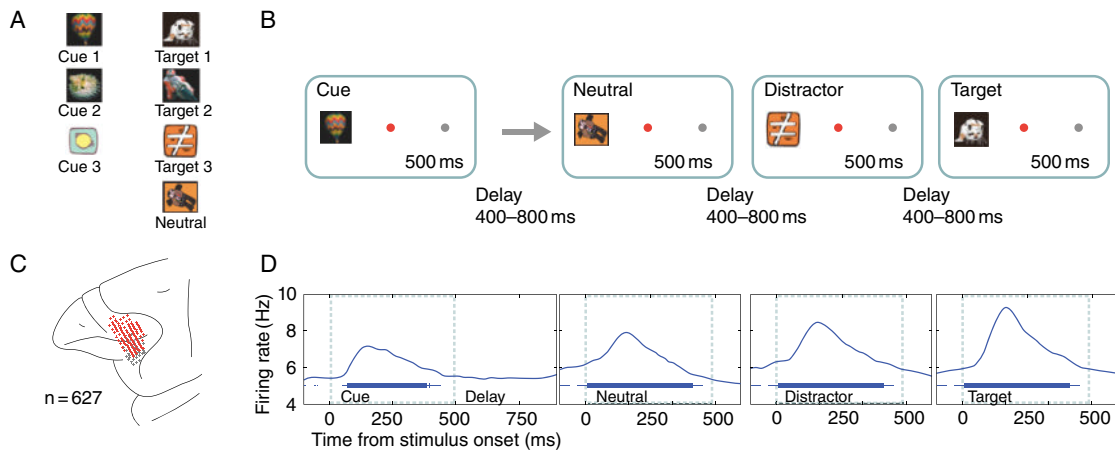 A
Cue 1
Target 1
Cue 2
Target 2
Cue 3
Target 3
Neutral
B
Cue
500 ms
Delay
400–800 ms
Neutral
500 ms
Delay
400–800 ms
Distractor
500 ms
Delay
400–800 ms
Target
500 ms
C
n = 627
D
Firing rate (Hz)
10
8
6
4
Cue
Delay
Neutral
Distractor
Target
0 250 500 750
0 250 500
0 250 500
0 250 500
Time from stimulus onset (ms)